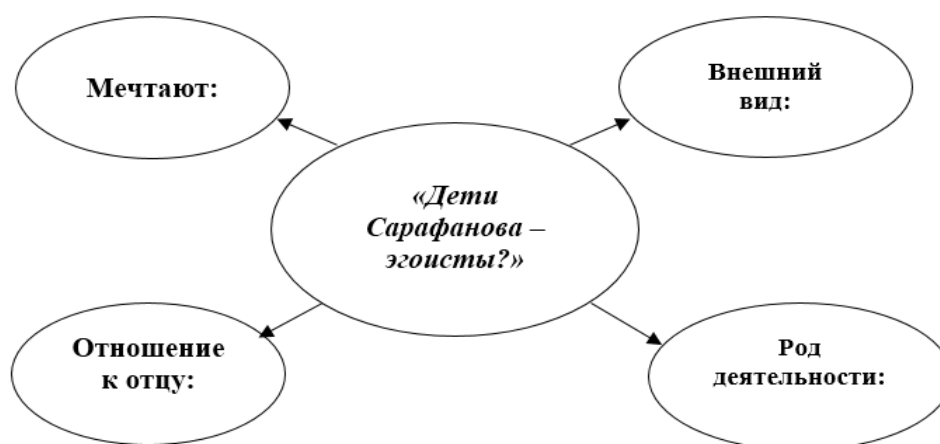 Мечтают:
Внешний
вид:
«Дети
Сарафанова –
эгоисты?»
Отношение
к отцу:
Род
деятельности: